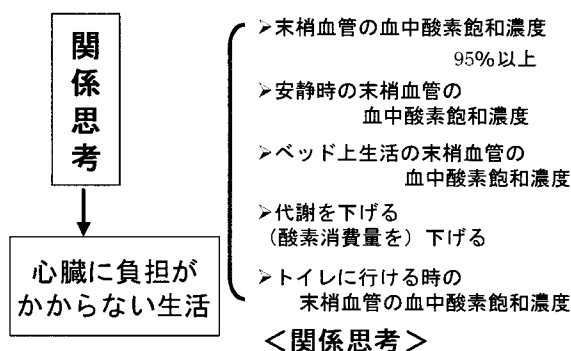 関係思考
心臓に負担が
かからない生活
➢末梢血管の血中酸素飽和濃度
95%以上
➢安静時の末梢血管の
血中酸素飽和濃度
➢ベッド上生活の末梢血管の
血中酸素飽和濃度
➢代謝を下げる
（酸素消費量を）下げる
➢トイレに行ける時の
末梢血管の血中酸素飽和濃度
＜関係思考＞